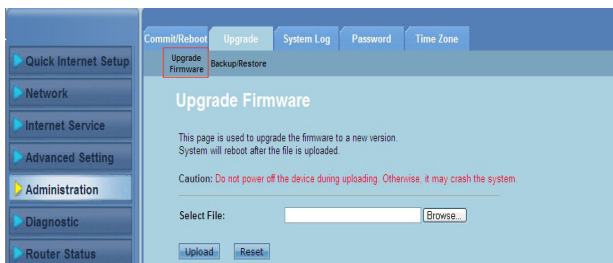 Commit/Reboot Upgrade System Log Password Time Zone
Upgrade Firmware Backup/Restore
Quick Internet Setup
Network
Internet Service
Advanced Setting
Administration
Diagnostic
Router Status
Upgrade Firmware
This page is used to upgrade the firmware to a new version.
System will reboot after the file is uploaded.
Caution: Do not power off the device during uploading. Otherwise, it may crash the system.
Select File: Browse...
Upload Reset